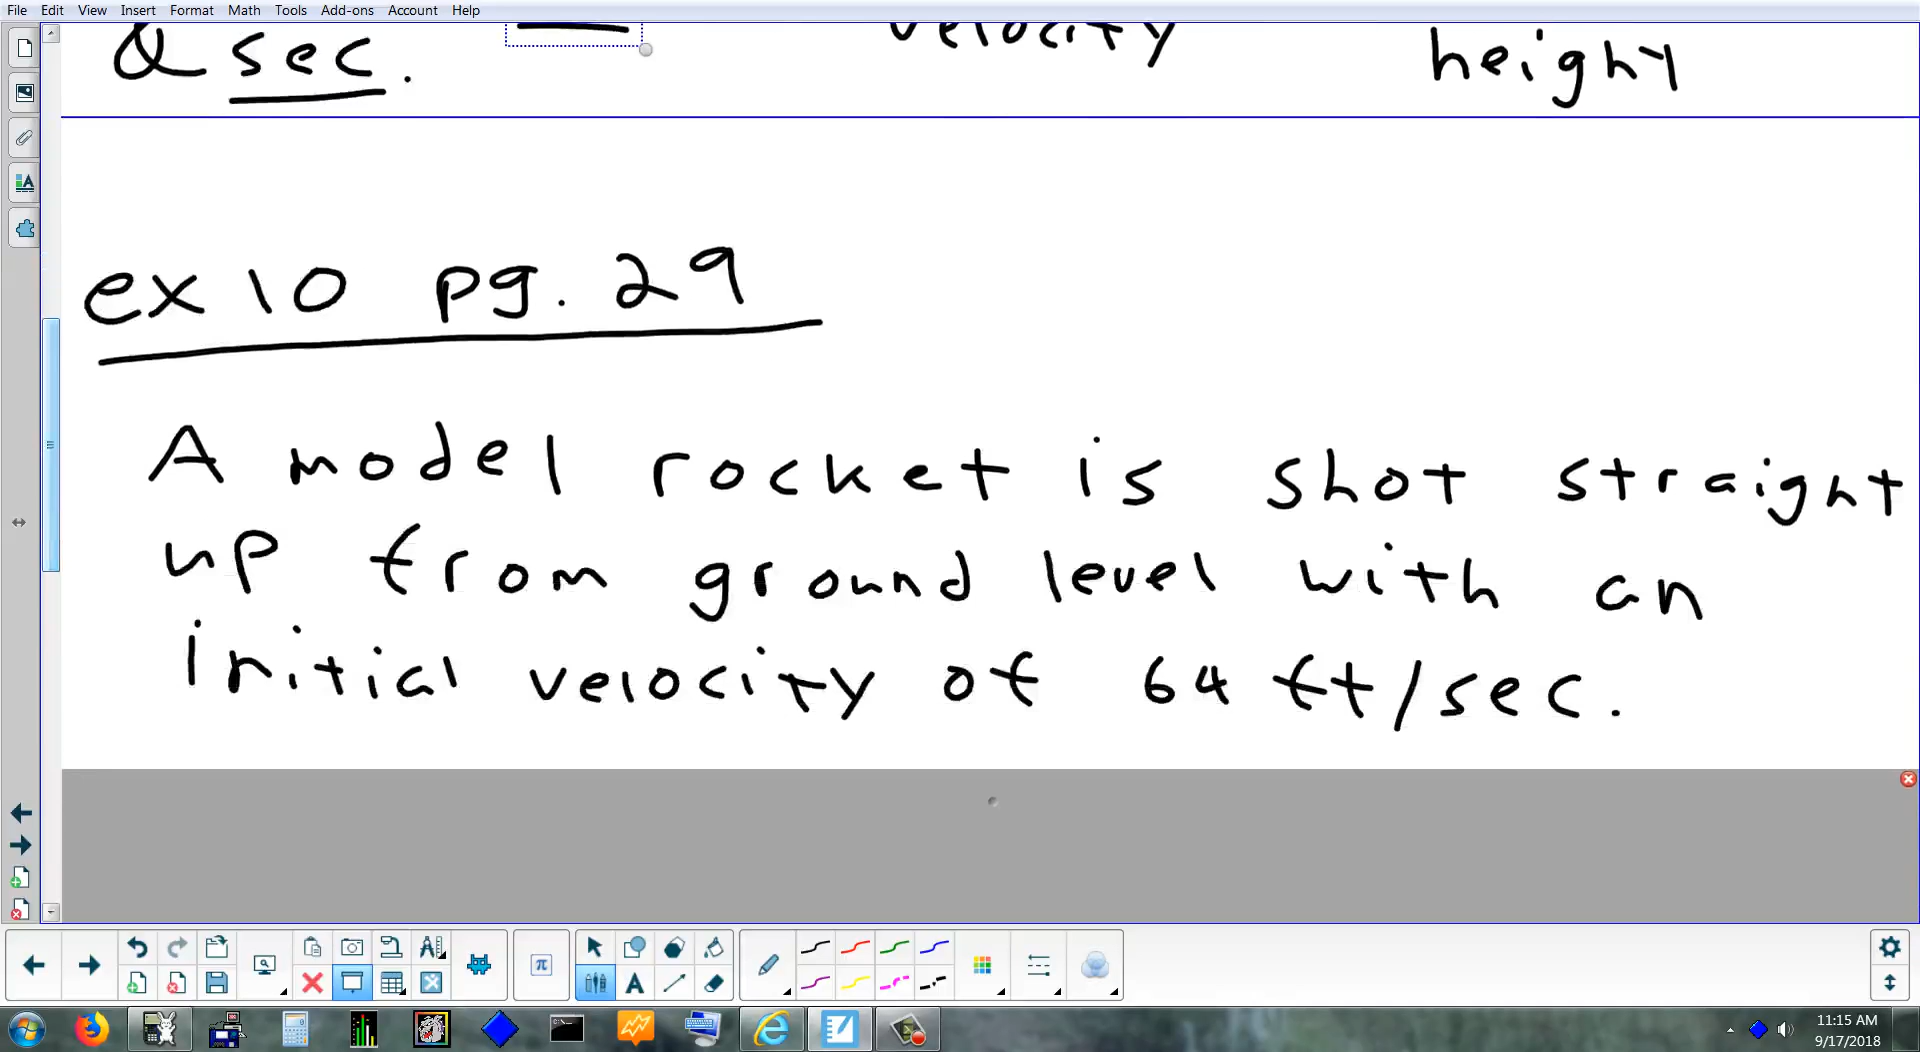 File Edit View Insert Format Math Tools Add-ons Account Help
& sec. velocity height
ex 10 pg. 29
A model rocket is shot straight
up from ground level with an
initial velocity of 64 ft/sec.
A
π
A
11:15 AM
9/17/2018